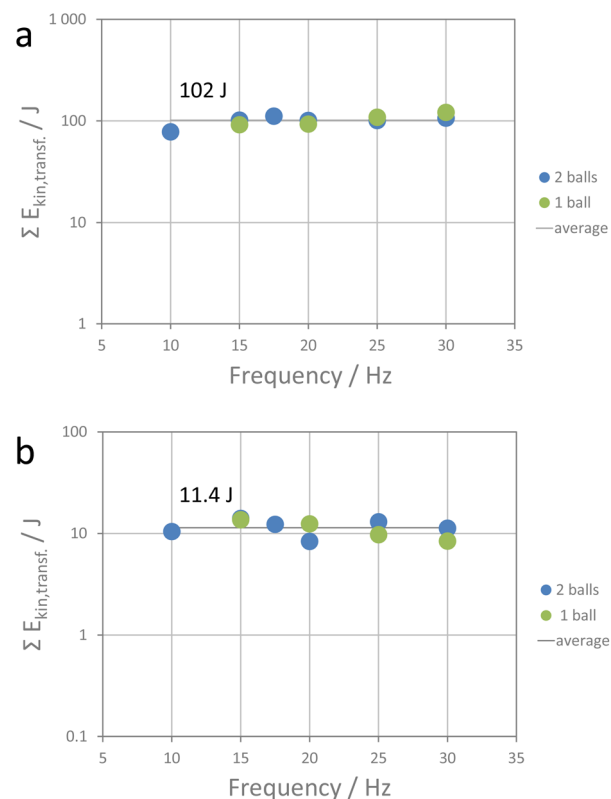 a
1 000
100
10
1
102 J
Σ E_kin,transf. / J
5 10 15 20 25 30 35
Frequency / Hz
2 balls
1 ball
average
b
100
10
1
0.1
11.4 J
Σ E_kin,transf. / J
5 10 15 20 25 30 35
Frequency / Hz
2 balls
1 ball
average